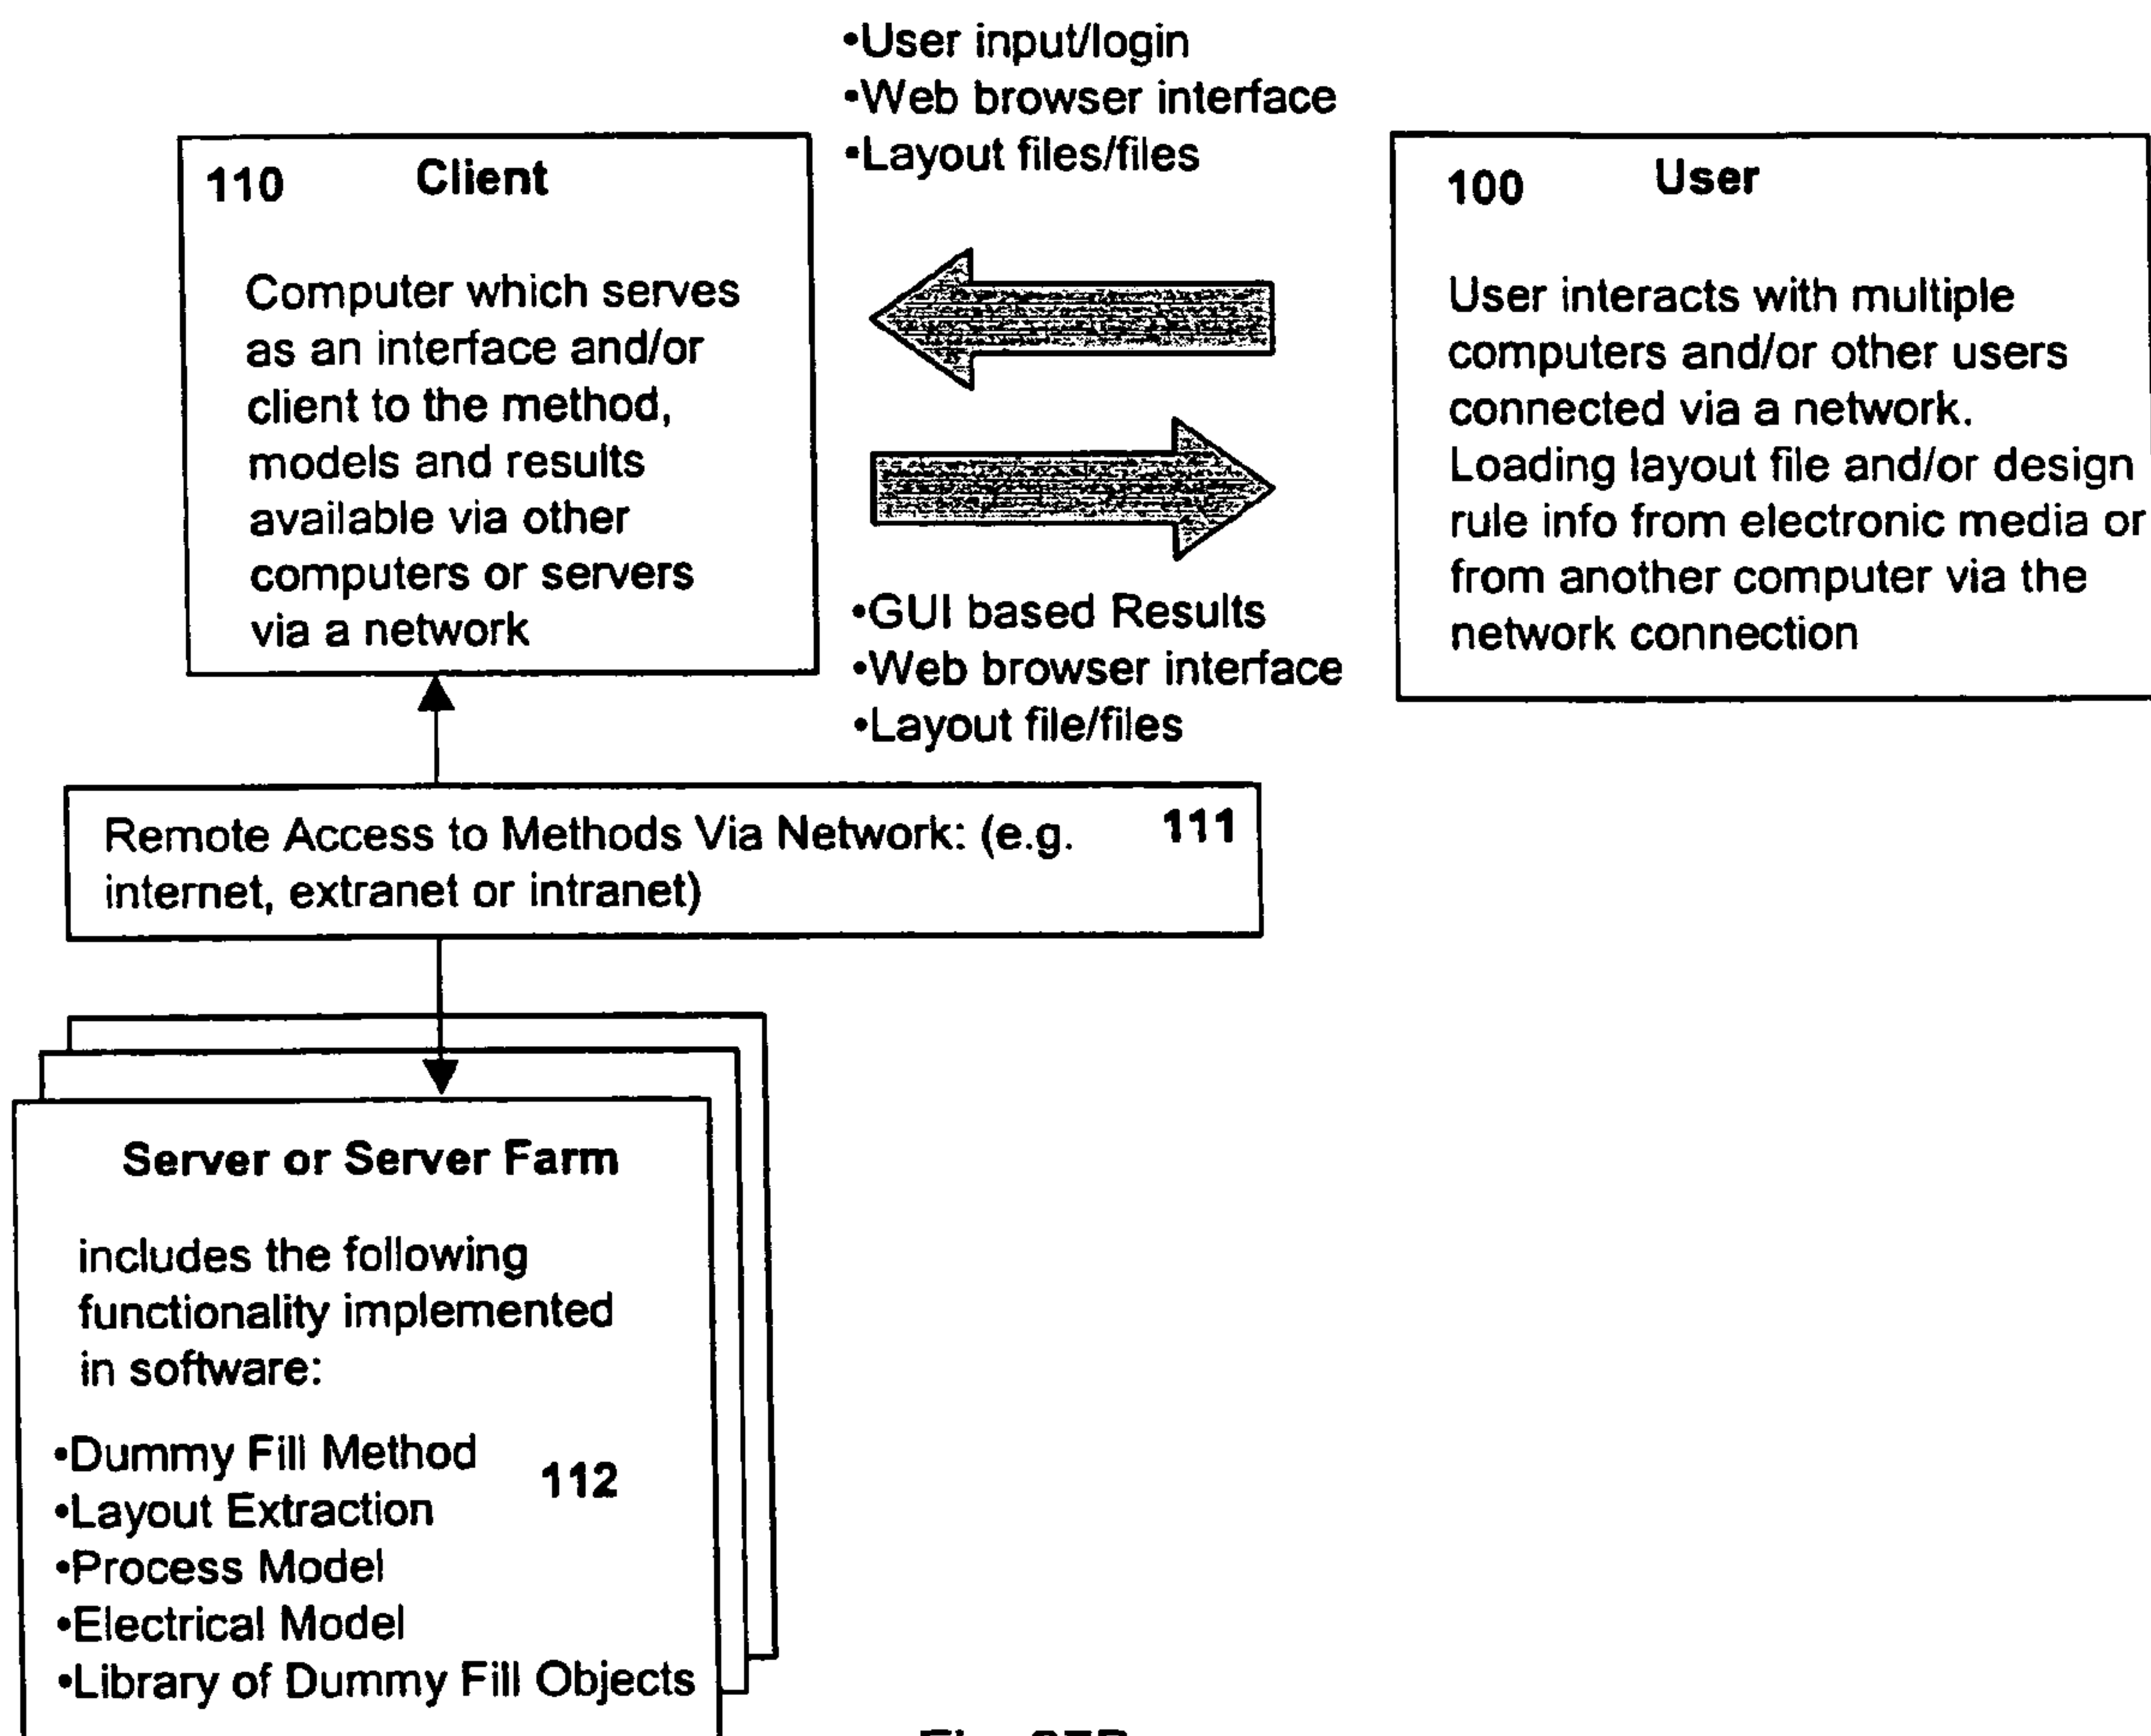 •User input/login
•Web browser interface
•Layout files/files
110 Client
Computer which serves
as an interface and/or
client to the method,
models and results
available via other
computers or servers
via a network
100 User
User interacts with multiple
computers and/or other users
connected via a network.
Loading layout file and/or design
rule info from electronic media or
from another computer via the
network connection
•GUI based Results
•Web browser interface
•Layout file/files
Remote Access to Methods Via Network: (e.g. 111
internet, extranet or intranet)
Server or Server Farm
includes the following
functionality implemented
in software:
•Dummy Fill Method
112
•Layout Extraction
•Process Model
•Electrical Model
•Library of Dummy Fill Objects